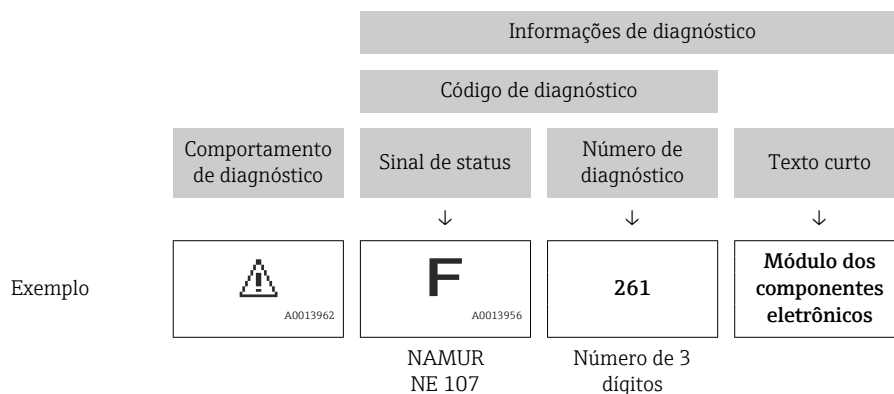 Informações de diagnóstico
Código de diagnóstico
Comportamento
de diagnóstico
Sinal de status
Número de
diagnóstico
Texto curto
↓ ↓ ↓
Exemplo
A0013962
F
A0013956
261
Módulo dos
componentes
eletrônicos
NAMUR
NE 107
Número de 3
dígitos